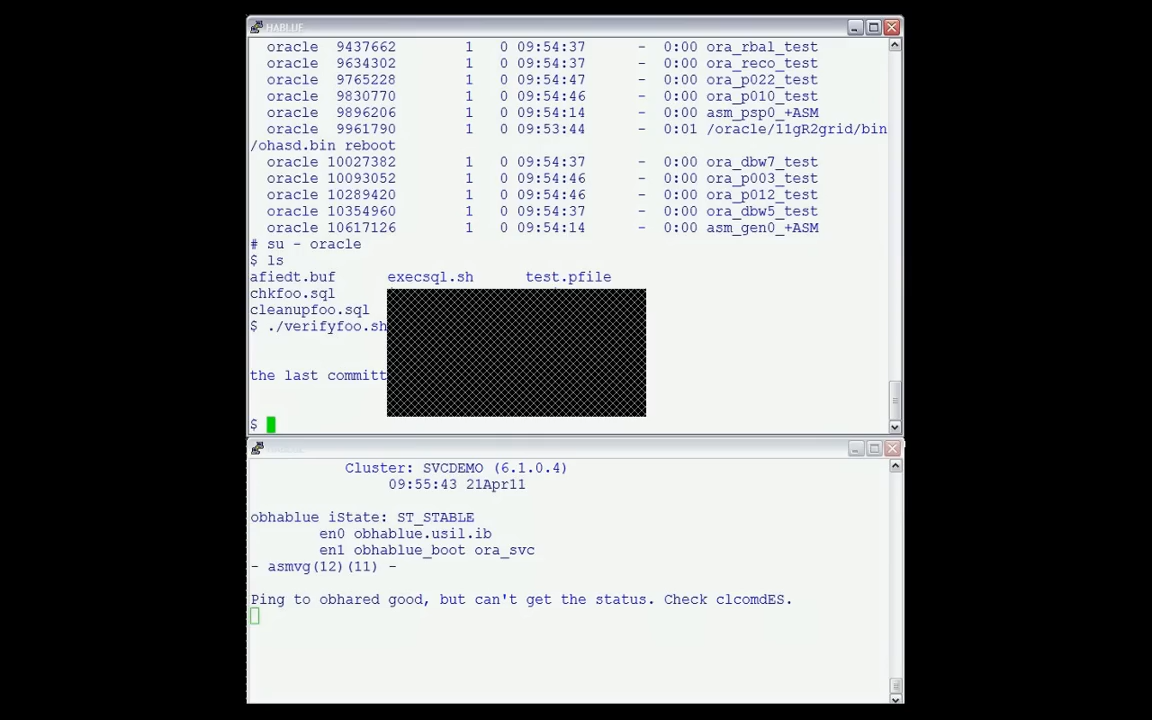 HABLUE
oracle 9437662 1 0 09:54:37 - 0:00 ora_rbal_test
oracle 9634302 1 0 09:54:37 - 0:00 ora_reco_test
oracle 9765228 1 0 09:54:47 - 0:00 ora_p022_test
oracle 9830770 1 0 09:54:46 - 0:00 ora_p010_test
oracle 9896206 1 0 09:54:14 - 0:00 asm_psp0_+ASM
oracle 9961790 1 0 09:53:44 - 0:01 /oracle/11gR2grid/bin
/ohasd.bin reboot
oracle 10027382 1 0 09:54:37 - 0:00 ora_dbw7_test
oracle 10093052 1 0 09:54:46 - 0:00 ora_p003_test
oracle 10289420 1 0 09:54:46 - 0:00 ora_p012_test
oracle 10354960 1 0 09:54:37 - 0:00 ora_dbw5_test
oracle 10617126 1 0 09:54:14 - 0:00 asm_gen0_+ASM
# su - oracle
$ ls
afiedt.buf execsql.sh test.pfile
chkfoo.sql
cleanupfoo.sql
$ ./verifyfoo.sh
the last committ
$
Cluster: SVCDEMO (6.1.0.4)
09:55:43 21Apr11
obhablue iState: ST_STABLE
en0 obhablue.usil.ib
en1 obhablue_boot ora_svc
- asmvg(12)(11) -
Ping to obhared good, but can't get the status. Check clcomdES.